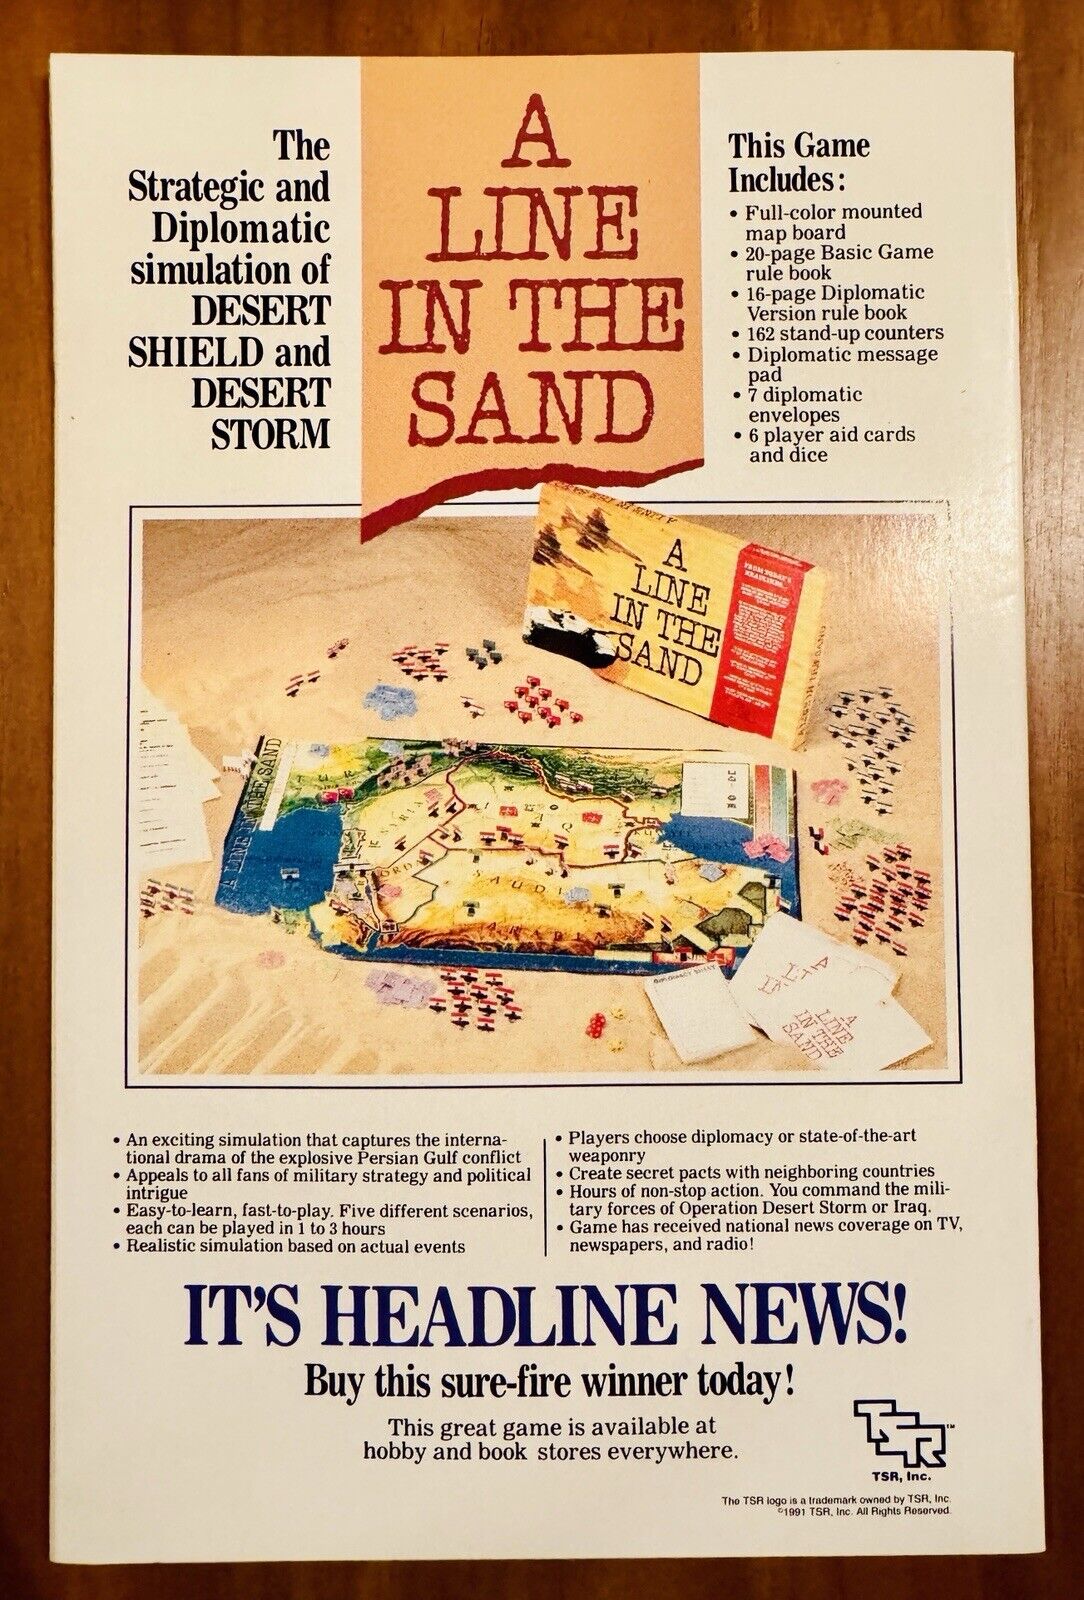 The
Strategic and
Diplomatic
simulation of
DESERT
SHIELD and
DESERT
STORM
A
LINE
IN THE
SAND
This Game
Includes:
• Full-color mounted
map board
• 20-page Basic Game
rule book
• 16-page Diplomatic
Version rule book
• 162 stand-up counters
• Diplomatic message
pad
• 7 diplomatic
envelopes
• 6 player aid cards
and dice
A LINE IN THE SAND
A
LINE
IN THE
SAND
FROM TODAY'S
HEADLINES...
A LINE IN THE SAND
SAUDI
ARABIA
A
LINE
IN THE
SAND
• An exciting simulation that captures the interna-
tional drama of the explosive Persian Gulf conflict
• Appeals to all fans of military strategy and political
intrigue
• Easy-to-learn, fast-to-play. Five different scenarios,
each can be played in 1 to 3 hours
• Realistic simulation based on actual events
• Players choose diplomacy or state-of-the-art
weaponry
• Create secret pacts with neighboring countries
• Hours of non-stop action. You command the mili-
tary forces of Operation Desert Storm or Iraq.
• Game has received national news coverage on TV,
newspapers, and radio!
IT'S HEADLINE NEWS!
Buy this sure-fire winner today!
This great game is available at
hobby and book stores everywhere.
TSR™
TSR, Inc.
The TSR logo is a trademark owned by TSR, Inc.
©1991 TSR, Inc. All Rights Reserved.